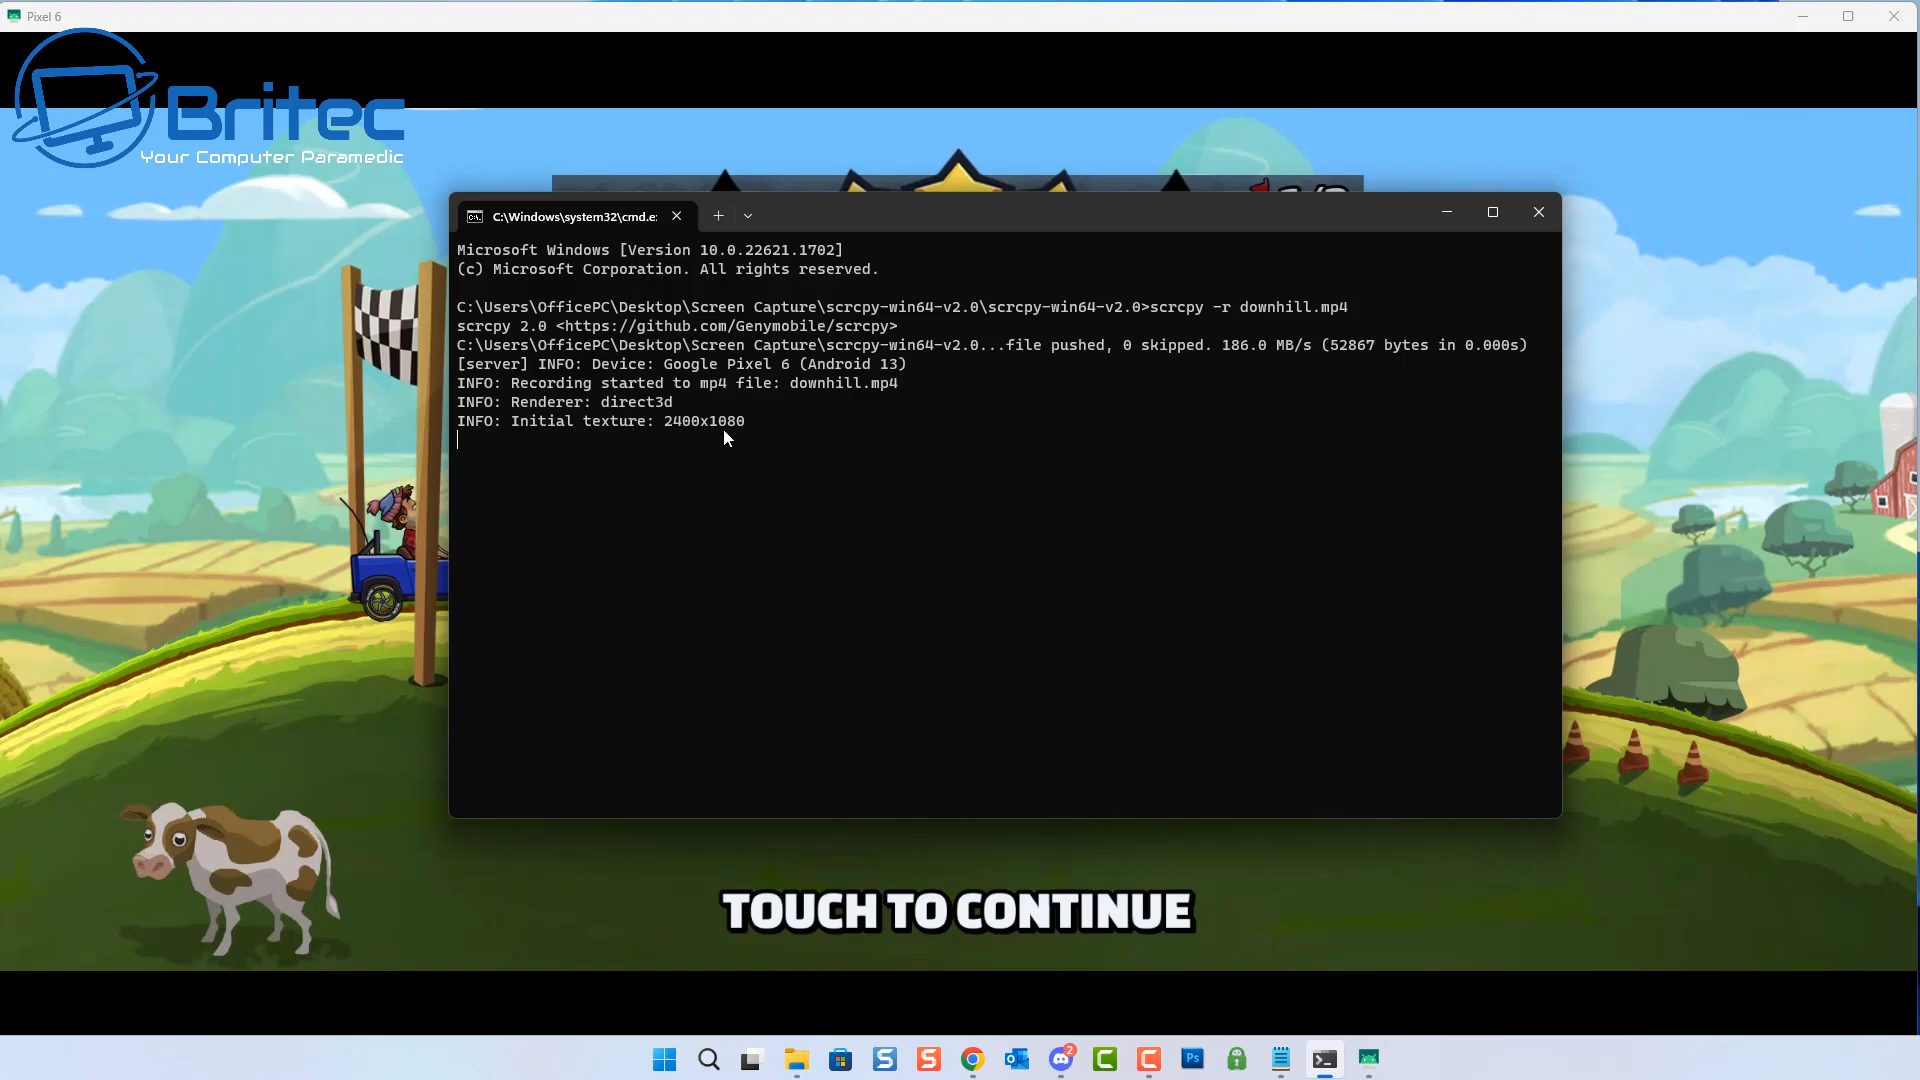 Pixel 6
Britec
Your Computer Paramedic
C:\Windows\system32\cmd.e
Microsoft Windows [Version 10.0.22621.1702]
(c) Microsoft Corporation. All rights reserved.
C:\Users\OfficePC\Desktop\Screen Capture\scrcpy-win64-v2.0\scrcpy-win64-v2.0>scrcpy -r downhill.mp4
scrcpy 2.0 <https://github.com/Genymobile/scrcpy>
C:\Users\OfficePC\Desktop\Screen Capture\scrcpy-win64-v2.0...file pushed, 0 skipped. 186.0 MB/s (52867 bytes in 0.000s)
[server] INFO: Device: Google Pixel 6 (Android 13)
INFO: Recording started to mp4 file: downhill.mp4
INFO: Renderer: direct3d
INFO: Initial texture: 2400x1080
TOUCH TO CONTINUE
2
Ps